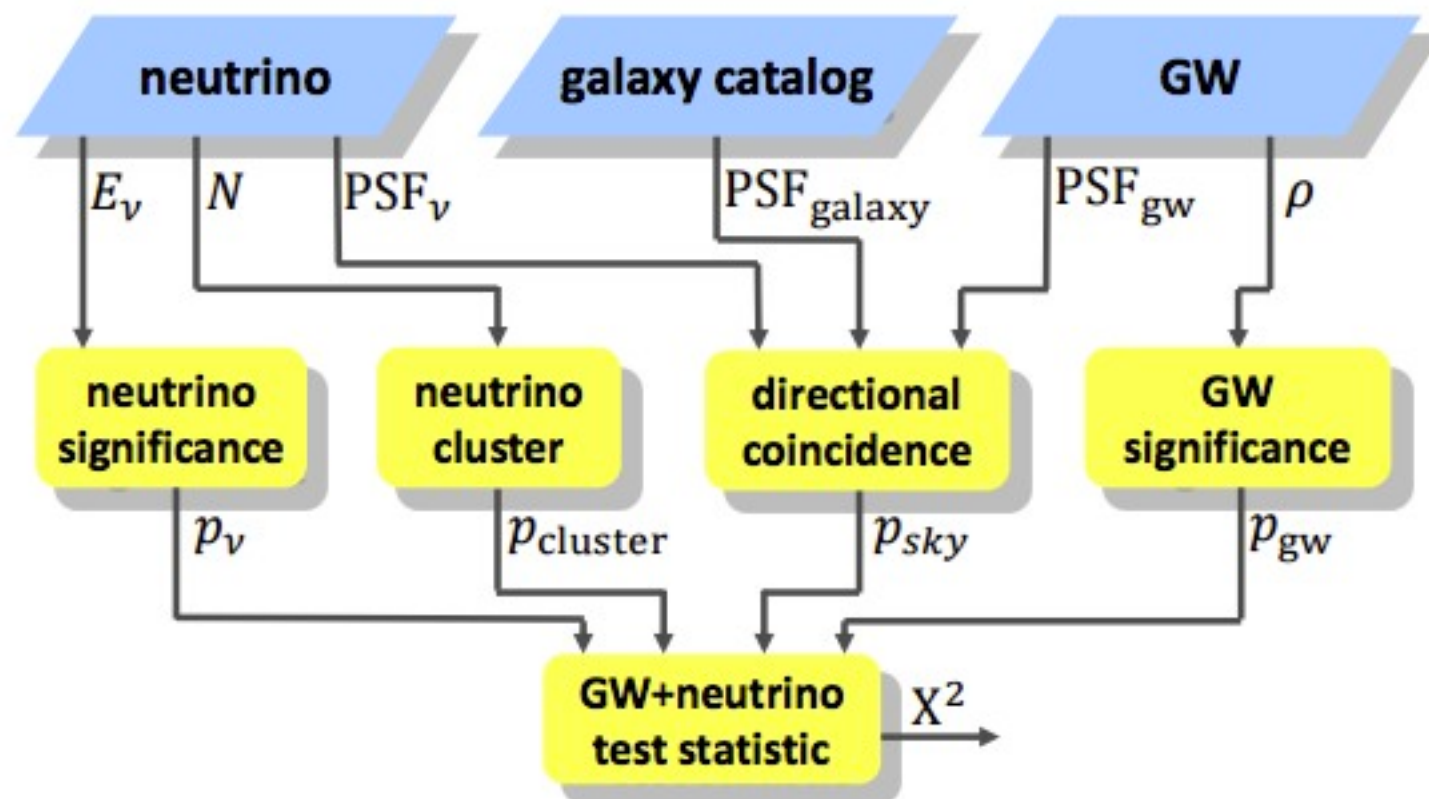 neutrino
galaxy catalog
GW
E_ν
N
PSF_ν
PSF_galaxy
PSF_gw
ρ
neutrino
significance
neutrino
cluster
directional
coincidence
GW
significance
p_ν
p_cluster
p_sky
p_gw
GW+neutrino
test statistic
X²